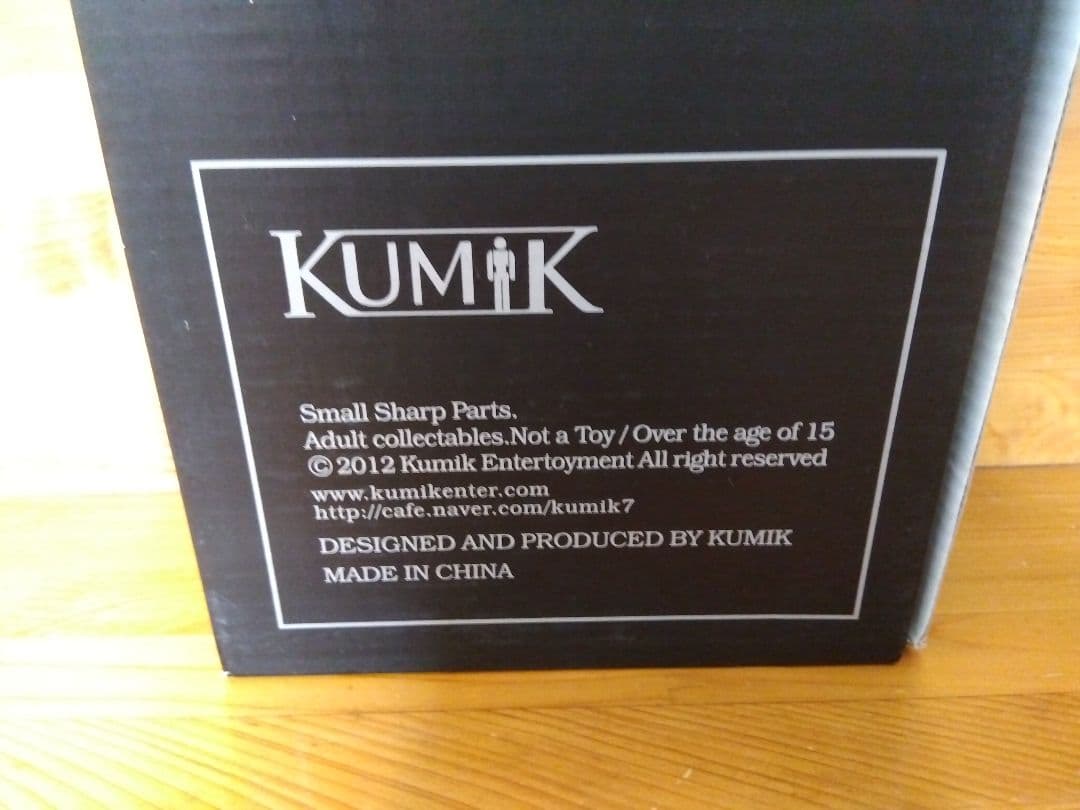 KUMIK
Small Sharp Parts.
Adult collectables.Not a Toy / Over the age of 15
© 2012 Kumik Entertoyment All right reserved
www.kumikenter.com
http://cafe.naver.com/kumik7
DESIGNED AND PRODUCED BY KUMIK
MADE IN CHINA